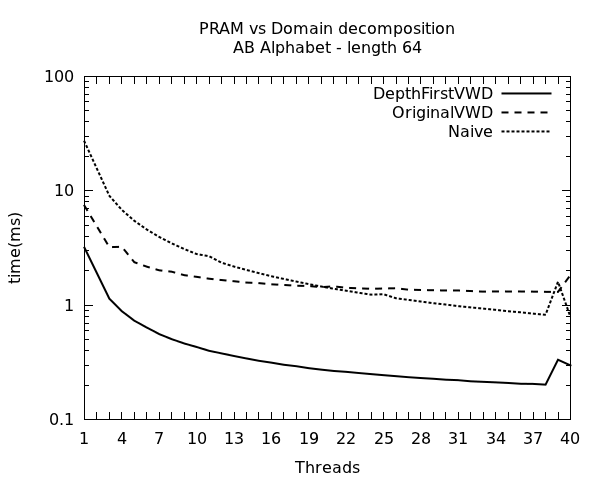 PRAM vs Domain decomposition
AB Alphabet - length 64
100
10
1
0.1
time(ms)
DepthFirstVWD
OriginalVWD
Naive
1 4 7 10 13 16 19 22 25 28 31 34 37 40
Threads